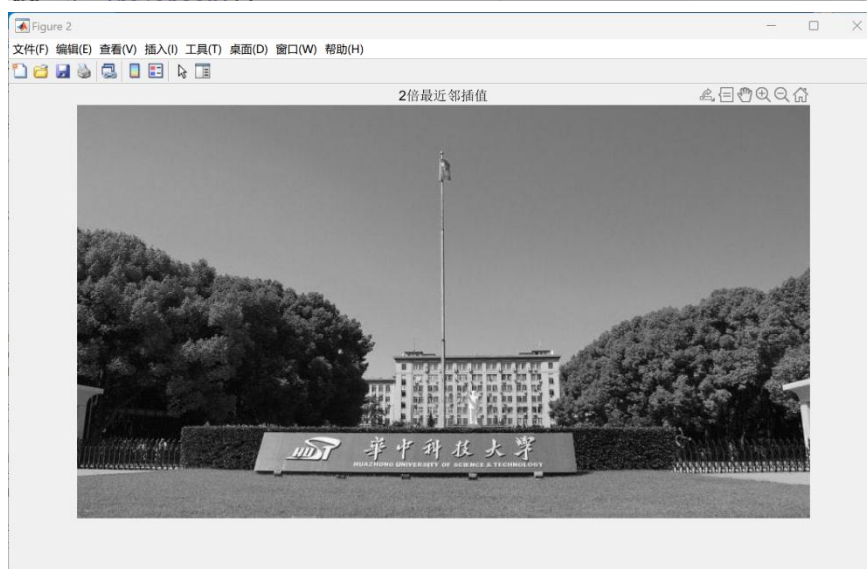 Figure 2
文件(F) 编辑(E) 查看(V) 插入(I) 工具(T) 桌面(D) 窗口(W) 帮助(H)
2倍最近邻插值
HUST 華中科技大学
HUAZHONG UNIVERSITY OF SCIENCE & TECHNOLOGY